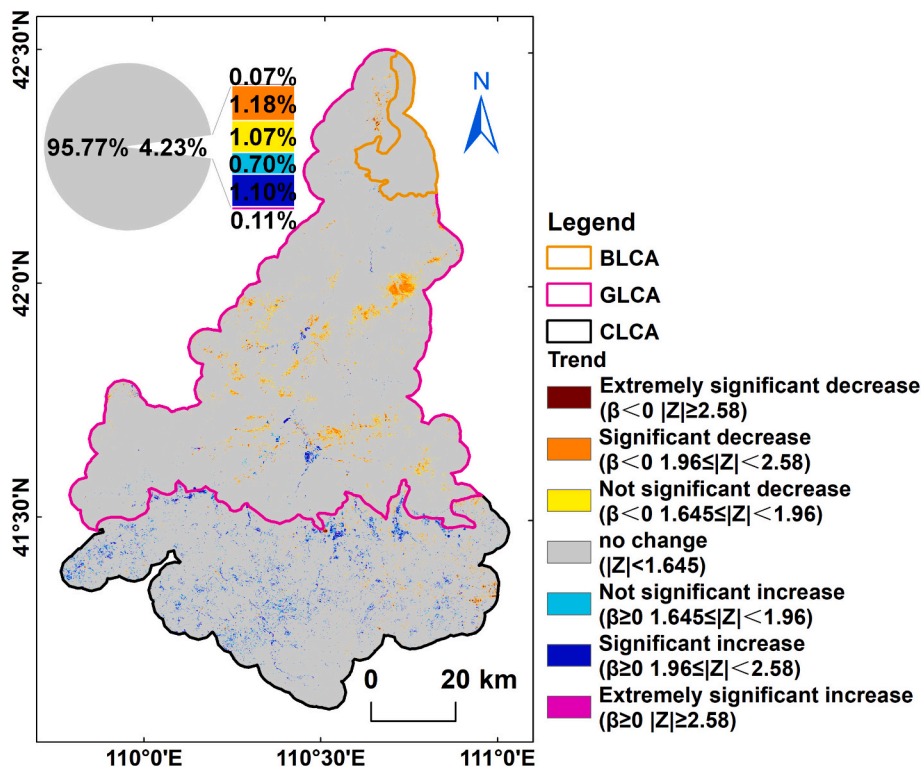 42°30'N
42°0'N
41°30'N
95.77%
4.23%
0.07%
1.18%
1.07%
0.70%
1.10%
0.11%
N
0
20 km
110°0'E
110°30'E
111°0'E
Legend
BLCA
GLCA
CLCA
Trend
Extremely significant decrease
(β<0 |Z|≥2.58)
Significant decrease
(β<0 1.96≤|Z|<2.58)
Not significant decrease
(β<0 1.645≤|Z|<1.96)
no change
(|Z|<1.645)
Not significant increase
(β≥0 1.645≤|Z|<1.96)
Significant increase
(β≥0 1.96≤|Z|<2.58)
Extremely significant increase
(β≥0 |Z|≥2.58)